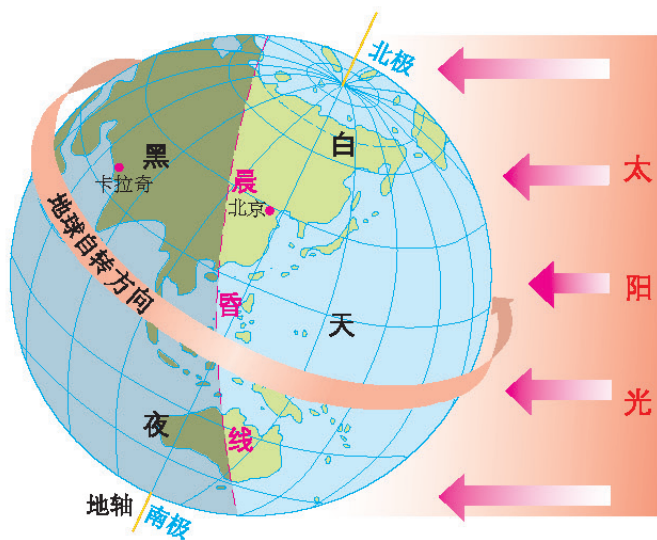 北极
黑
白
太
卡拉奇
晨
北京
地球自转方向
阳
昏
天
光
夜
线
地轴
南极